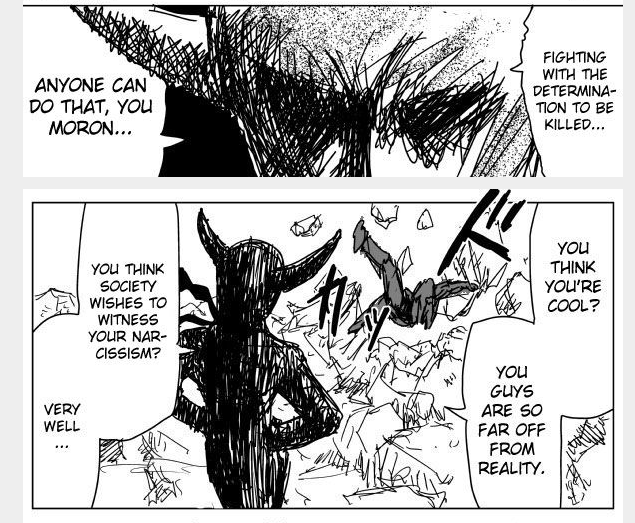 FIGHTING
WITH THE
DETERMINA-
TION TO BE
KILLED...
ANYONE CAN
DO THAT, YOU
MORON...
YOU
THINK
YOU'RE
COOL?
YOU
GUYS
ARE SO
FAR OFF
FROM
REALITY.
YOU THINK
SOCIETY
WISHES TO
WITNESS
YOUR NAR-
CISSISM?
VERY
WELL
...